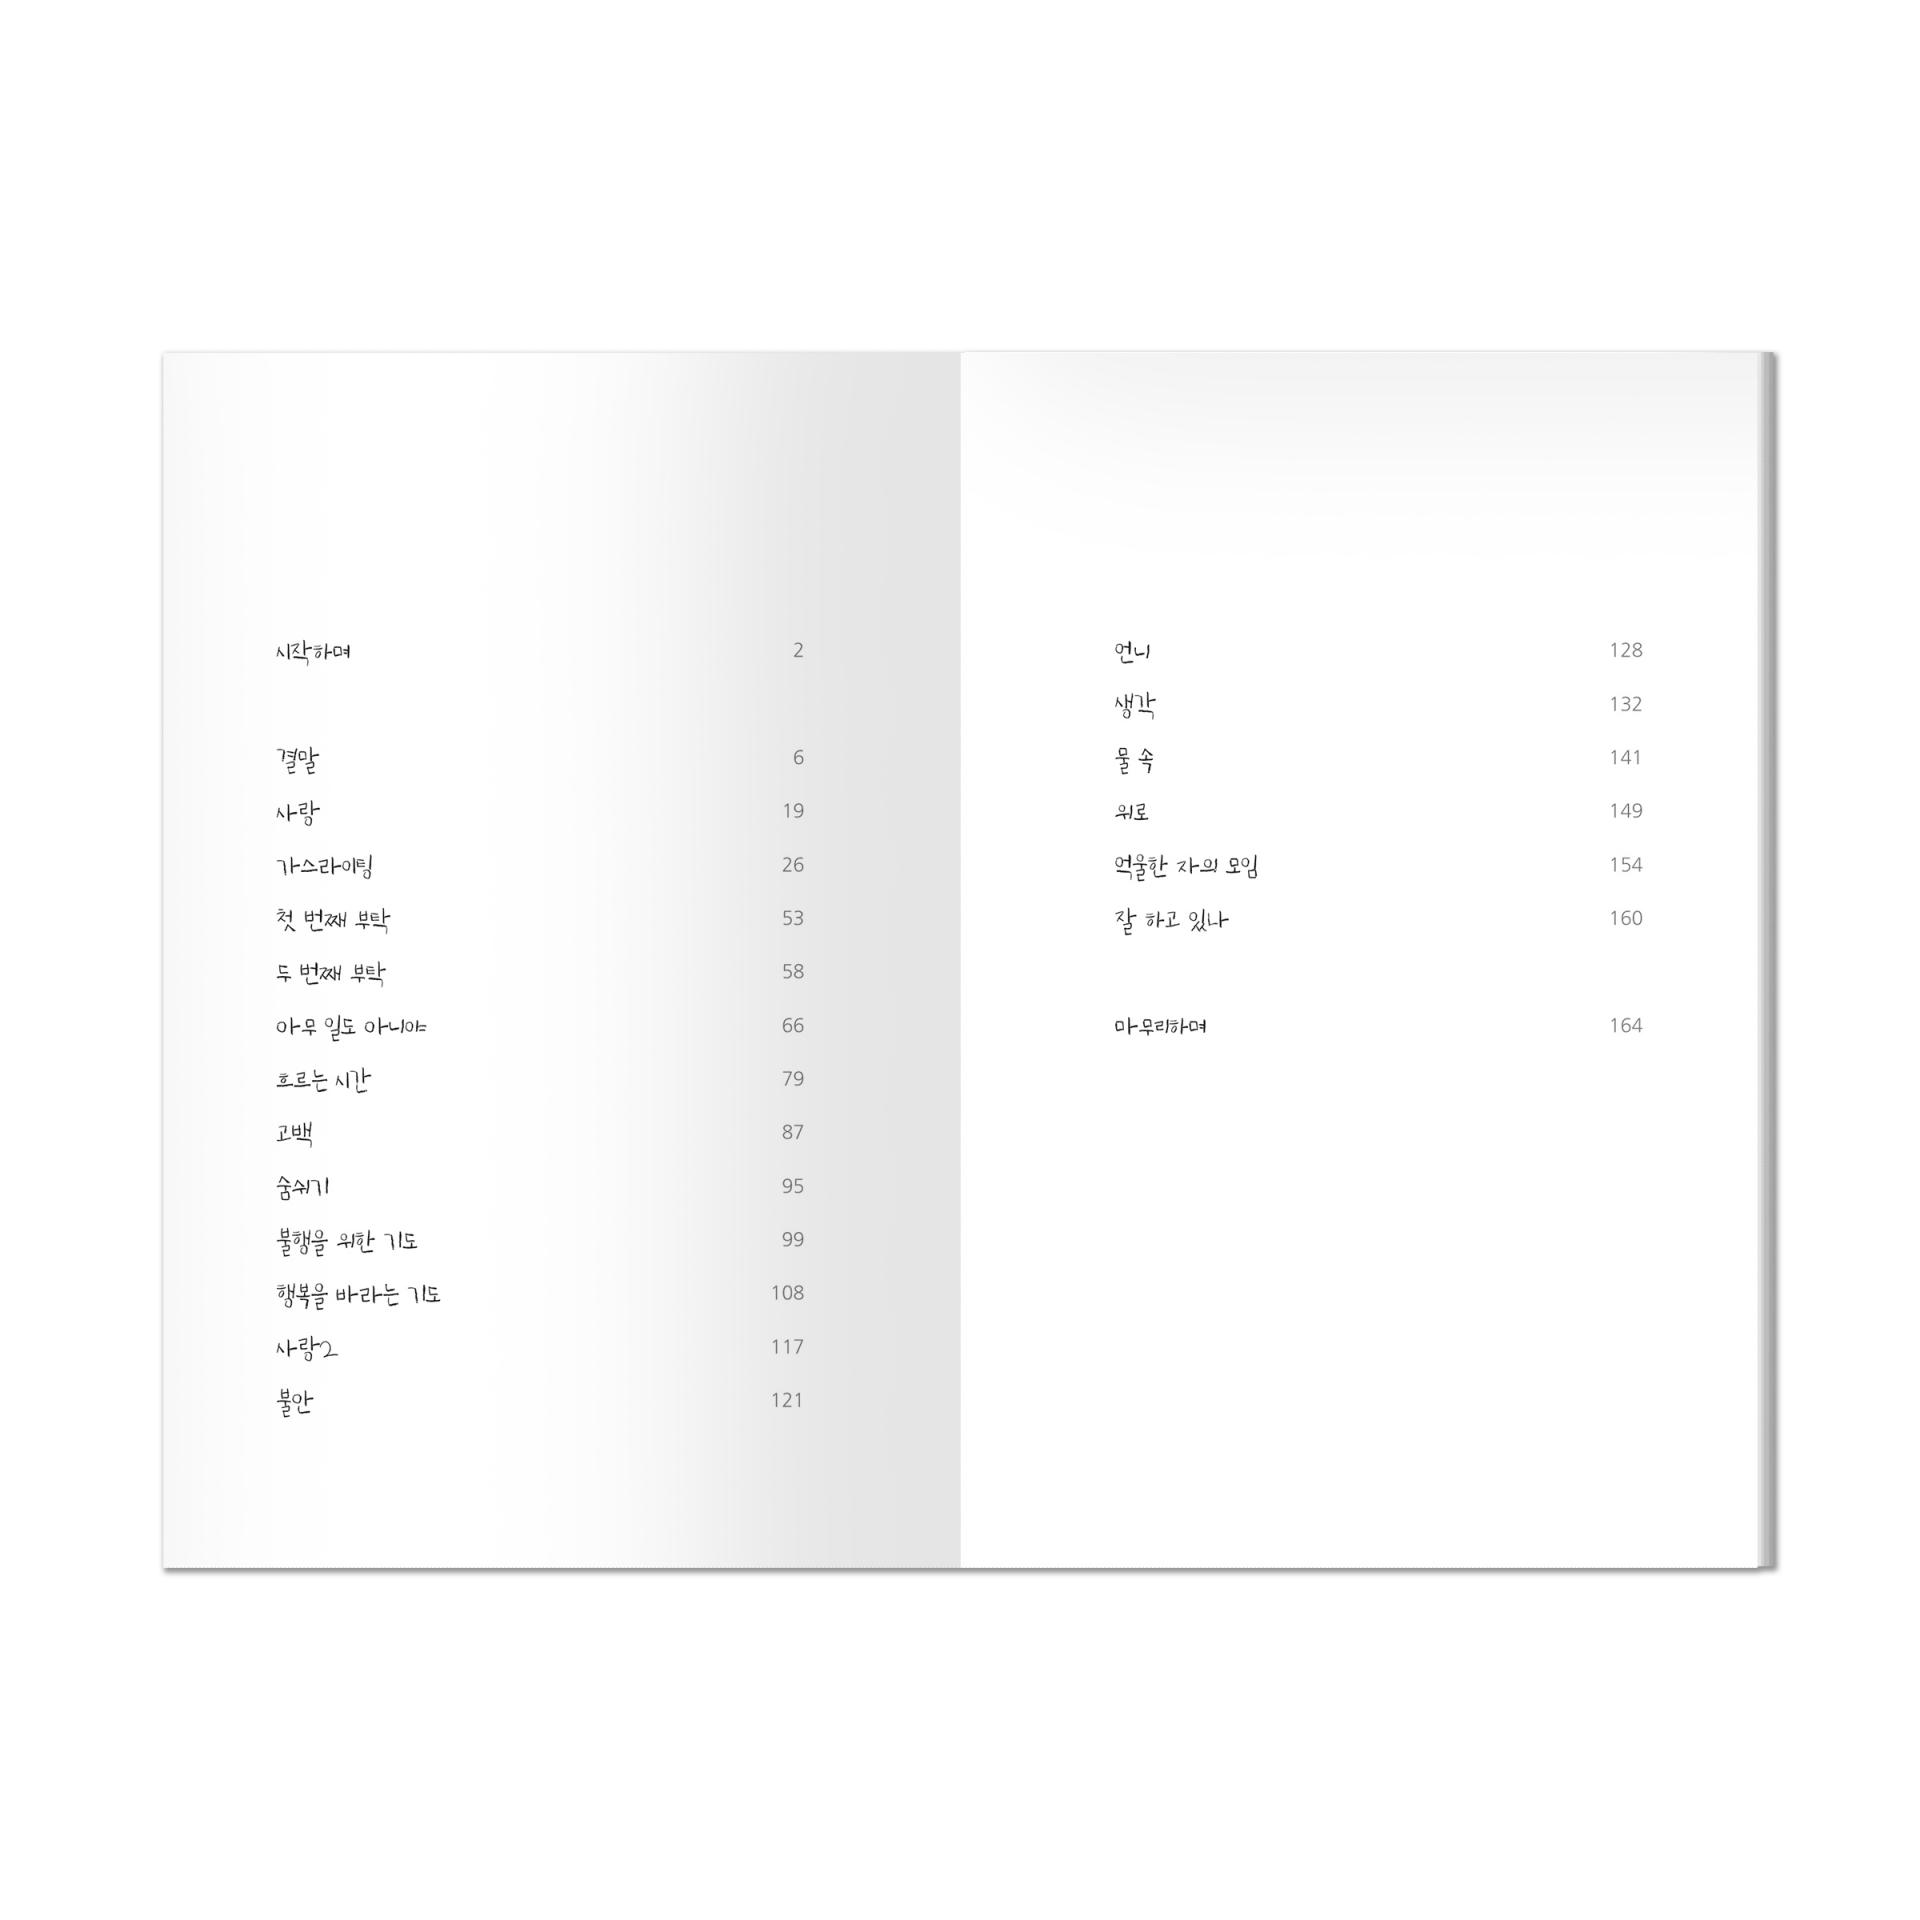 시작하며 2
결말 6
사랑 19
가스라이팅 26
첫 번째 부탁 53
두 번째 부탁 58
아무 일도 아니야 66
흐르는 시간 79
고백 87
숨쉬기 95
불행을 위한 기도 99
행복을 바라는 기도 108
사랑2 117
불안 121
언니 128
생각 132
물 속 141
위로 149
억울한 자의 모임 154
잘 하고 있나 160
마무리하며 164